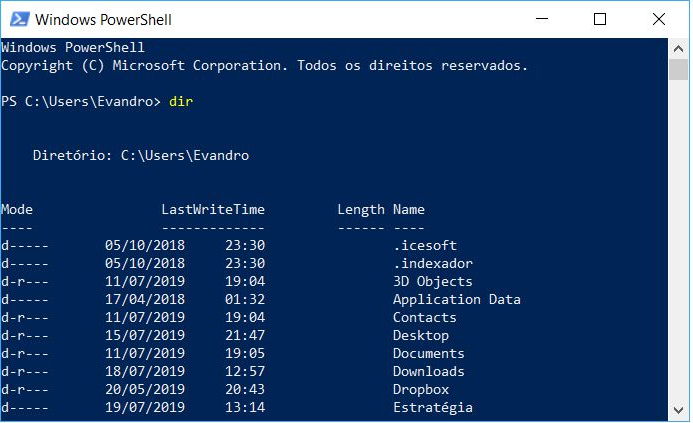 Windows PowerShell
Windows PowerShell
Copyright (C) Microsoft Corporation. Todos os direitos reservados.
PS C:\Users\Evandro> dir
Diretório: C:\Users\Evandro
Mode                LastWriteTime         Length Name
----                -------------         ------ ----
d-----       05/10/2018     23:30                .icesoft
d-----       05/10/2018     23:30                .indexador
d-r---       11/07/2019     19:04                3D Objects
d-----       17/04/2018     01:32                Application Data
d-r---       11/07/2019     19:04                Contacts
d-r---       15/07/2019     21:47                Desktop
d-r---       11/07/2019     19:05                Documents
d-r---       18/07/2019     12:57                Downloads
d-r---       20/05/2019     20:43                Dropbox
d-----       19/07/2019     13:14                Estratégia